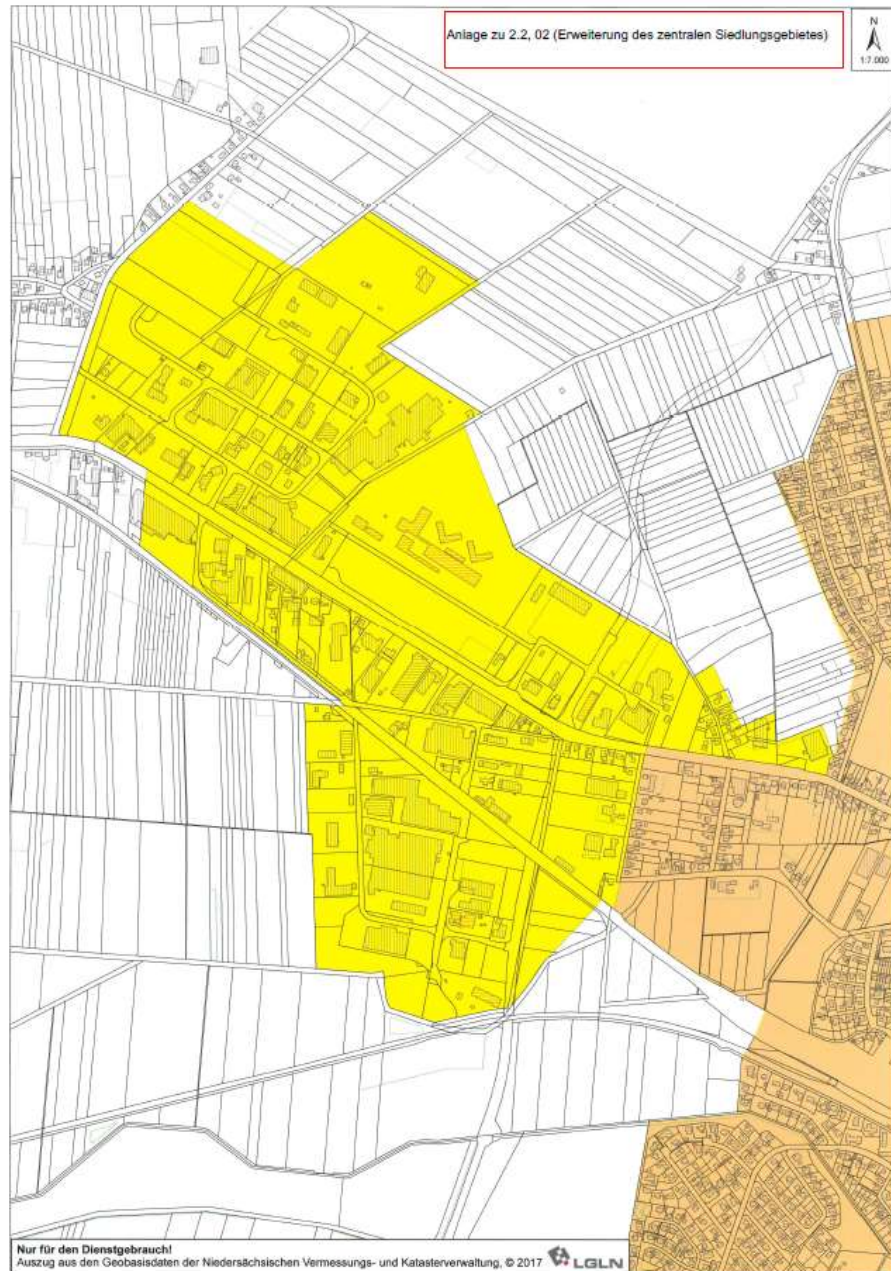 Anlage zu 2.2, 02 (Erweiterung des zentralen Siedlungsgebietes)
N
1:7.000
Nur für den Dienstgebrauch!
Auszug aus den Geobasisdaten der Niedersächsischen Vermessungs- und Katasterverwaltung, © 2017 LGLN